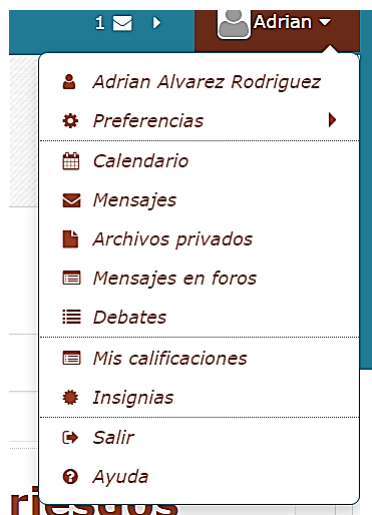 1
Adrian
Adrian Alvarez Rodriguez
Preferencias
Calendario
Mensajes
Archivos privados
Mensajes en foros
Debates
Mis calificaciones
Insignias
Salir
Ayuda
riesgos